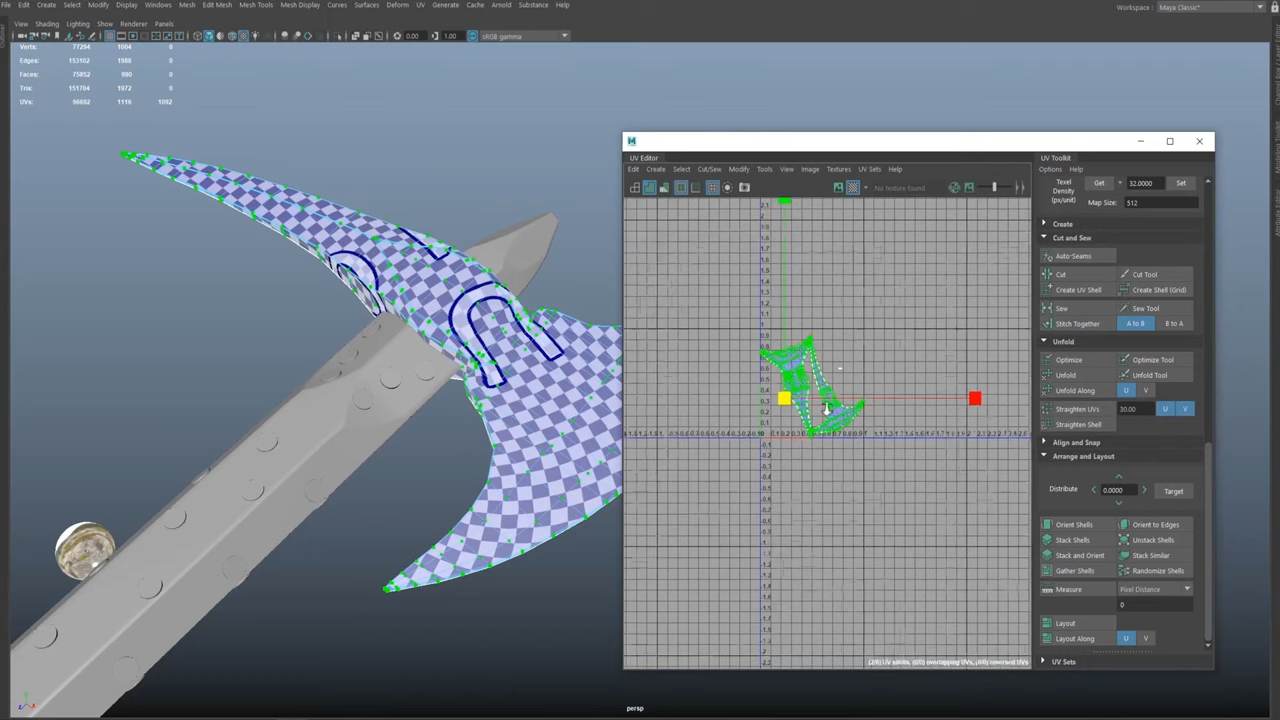 File Edit Create Select Modify Display Windows Mesh Edit Mesh Mesh Tools Mesh Display Curves Surfaces Deform UV Generate Cache Arnold Substance Help
Workspace: Maya Classic*
View Shading Lighting Show Renderer Panels
0.00 1.00 sRGB gamma
Verts: 77294 1004 0
Edges: 153102 1988 0
Faces: 75852 990 0
Tris: 151704 1972 0
UVs: 96602 1116 1092
UV Editor
Edit Create Select Cut/Sew Modify Tools View Image Textures UV Sets Help
No texture found
UV Toolkit
Options Help
Texel
Density
(px/unit)
Get 32.0000 Set
Map Size: 512
Create
Cut and Sew
Auto-Seams
Cut Cut Tool
Create UV Shell Create Shell (Grid)
Sew Sew Tool
Stitch Together A to B B to A
Unfold
Optimize Optimize Tool
Unfold Unfold Tool
Unfold Along U V
Straighten UVs 30.00 U V
Straighten Shell
Align and Snap
Arrange and Layout
Distribute 0.0000 Target
Orient Shells Orient to Edges
Stack Shells Unstack Shells
Stack and Orient Stack Similar
Gather Shells Randomize Shells
Measure Pixel Distance
0
Layout
Layout Along U V
UV Sets
persp